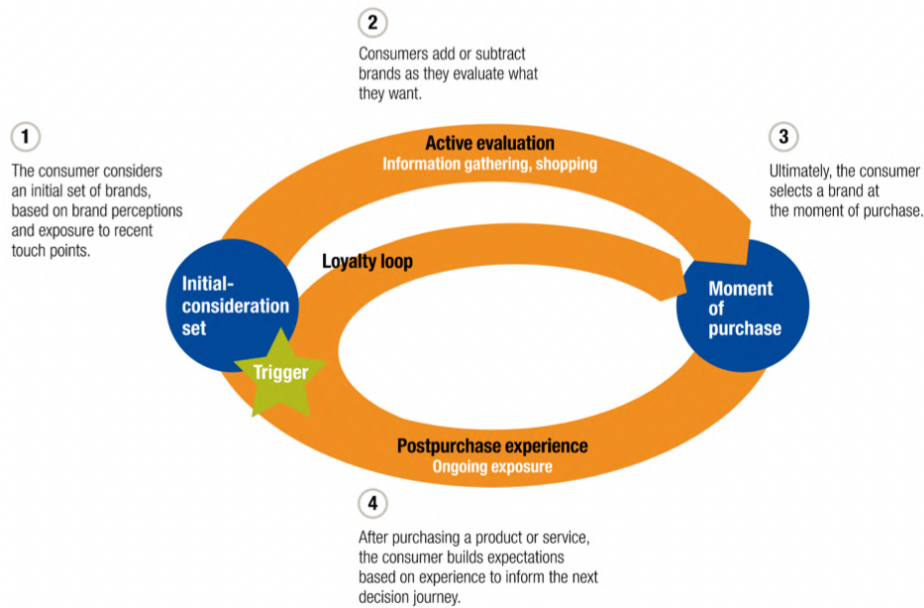 1
The consumer considers
an initial set of brands,
based on brand perceptions
and exposure to recent
touch points.
2
Consumers add or subtract
brands as they evaluate what
they want.
3
Ultimately, the consumer
selects a brand at
the moment of purchase.
Active evaluation
Information gathering, shopping
Loyalty loop
Initial-
consideration
set
Moment
of
purchase
Trigger
Postpurchase experience
Ongoing exposure
4
After purchasing a product or service,
the consumer builds expectations
based on experience to inform the next
decision journey.